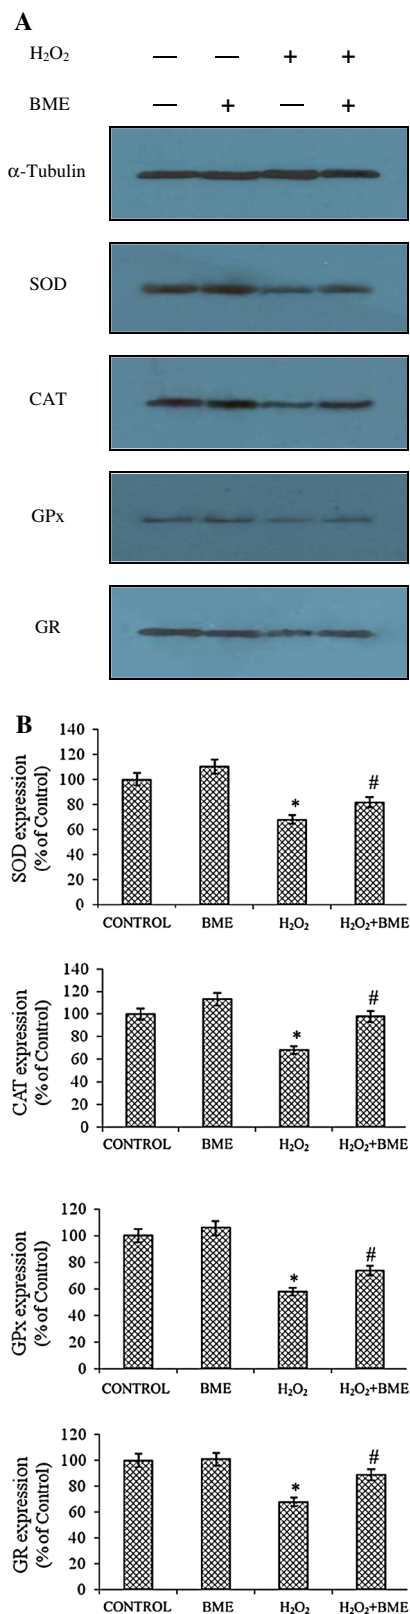 A
H₂O₂ — — + +
BME — + — +
α-Tubulin
SOD
CAT
GPx
GR
B
SOD expression
(% of Control)
140
120
100
80
60
40
20
0
*
#
CONTROL BME H₂O₂ H₂O₂+BME
CAT expression
(% of Control)
140
120
100
80
60
40
20
0
*
#
CONTROL BME H₂O₂ H₂O₂+BME
GPx expression
(% of Control)
120
100
80
60
40
20
0
*
#
CONTROL BME H₂O₂ H₂O₂+BME
GR expression
(% of Control)
120
100
80
60
40
20
0
*
#
CONTROL BME H₂O₂ H₂O₂+BME